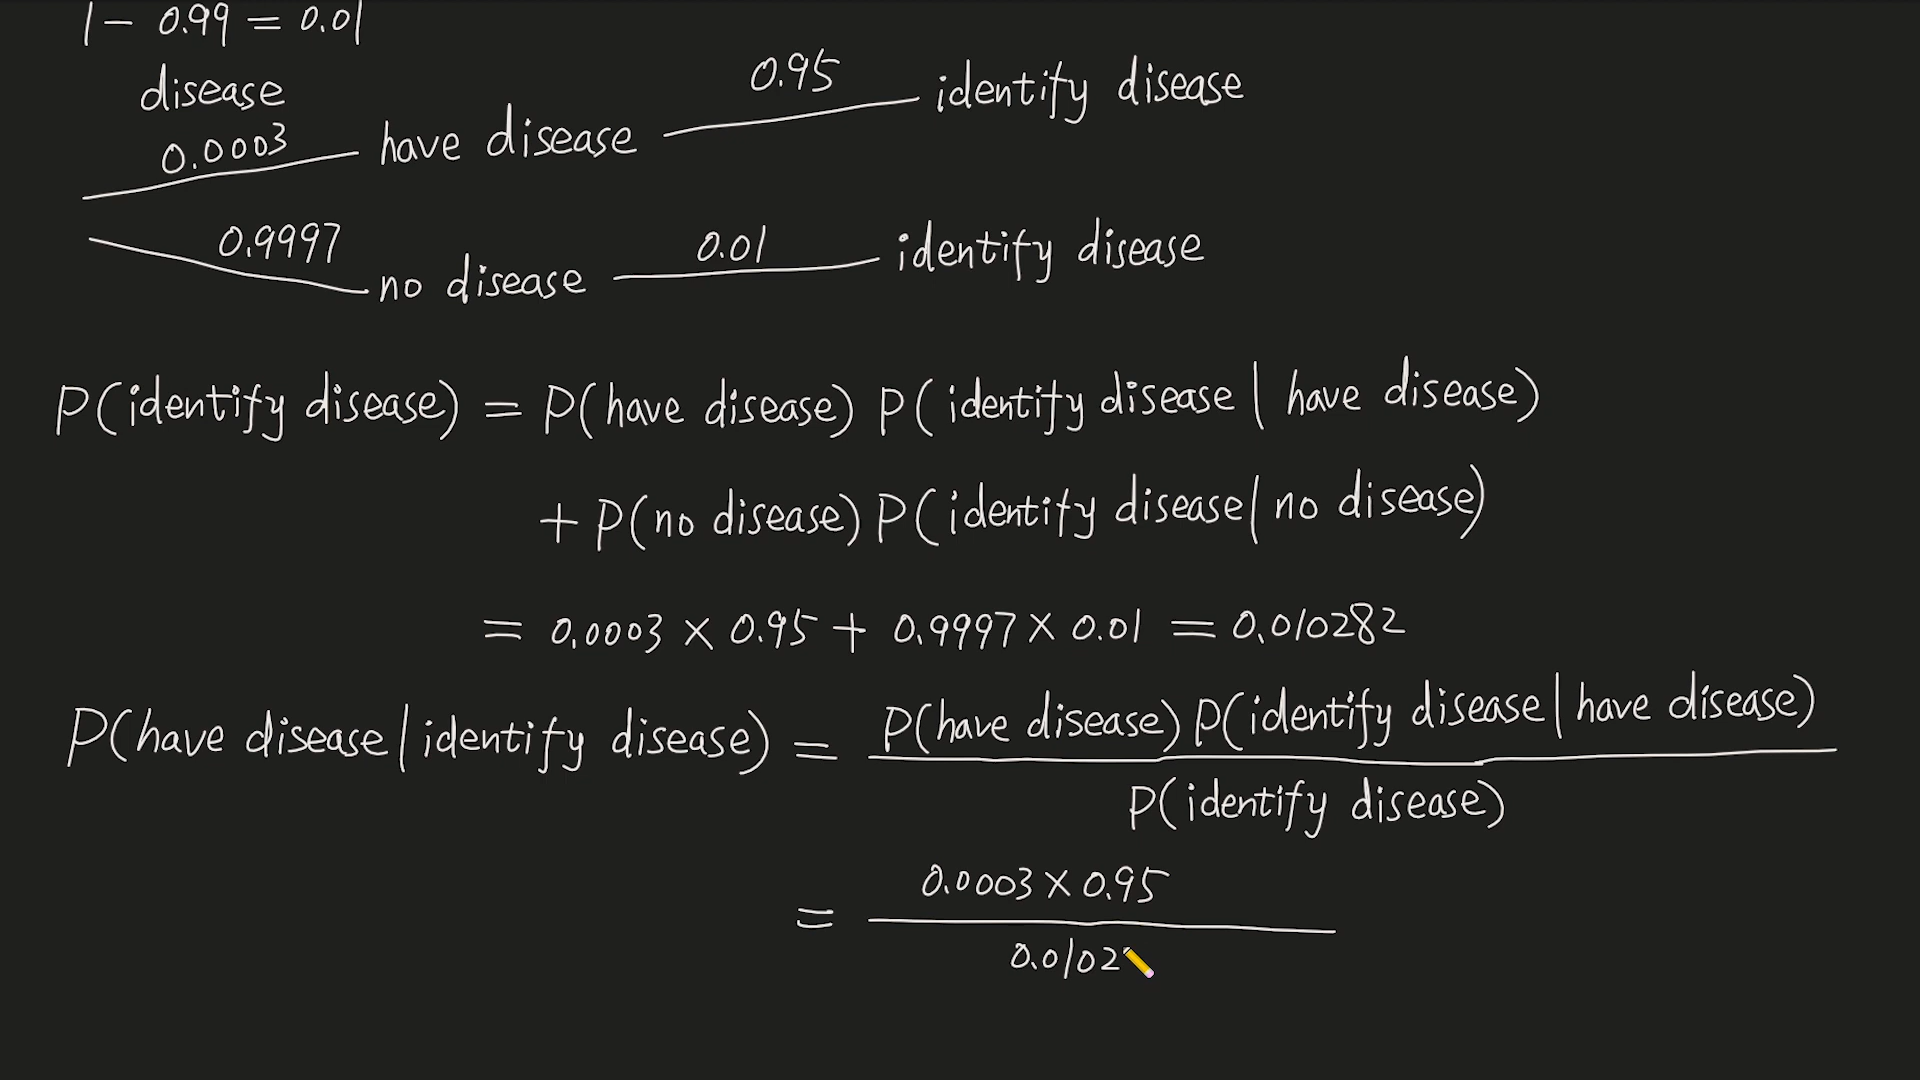 1 - 0.99 = 0.01
disease
0.0003 have disease 0.95 identify disease
0.9997 no disease 0.01 identify disease
P(identify disease) = P(have disease) P(identify disease | have disease)
+ P(no disease) P(identify disease | no disease)
= 0.0003 × 0.95 + 0.9997 × 0.01 = 0.010282
P(have disease | identify disease) = P(have disease) P(identify disease | have disease)
P(identify disease)
= 0.0003 × 0.95
0.0102